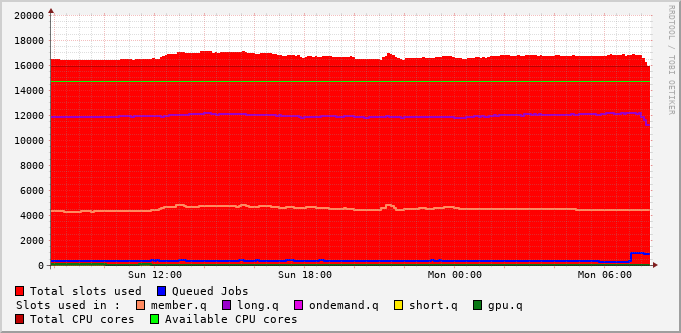 20000
18000
16000
14000
12000
10000
8000
6000
4000
2000
0
Sun 12:00 Sun 18:00 Mon 00:00 Mon 06:00
RRDTOOL / TOBI OETIKER
Total slots used Queued Jobs
Slots used in : member.q long.q ondemand.q short.q gpu.q
Total CPU cores Available CPU cores